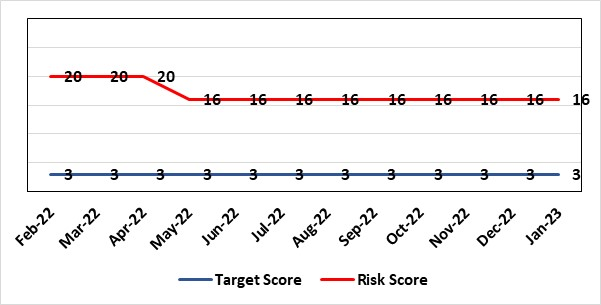 20 20 20
16 16 16 16 16 16 16 16 16
3 3 3 3 3 3 3 3 3 3 3 3
Feb-22 Mar-22 Apr-22 May-22 Jun-22 Jul-22 Aug-22 Sep-22 Oct-22 Nov-22 Dec-22 Jan-23
Target Score Risk Score